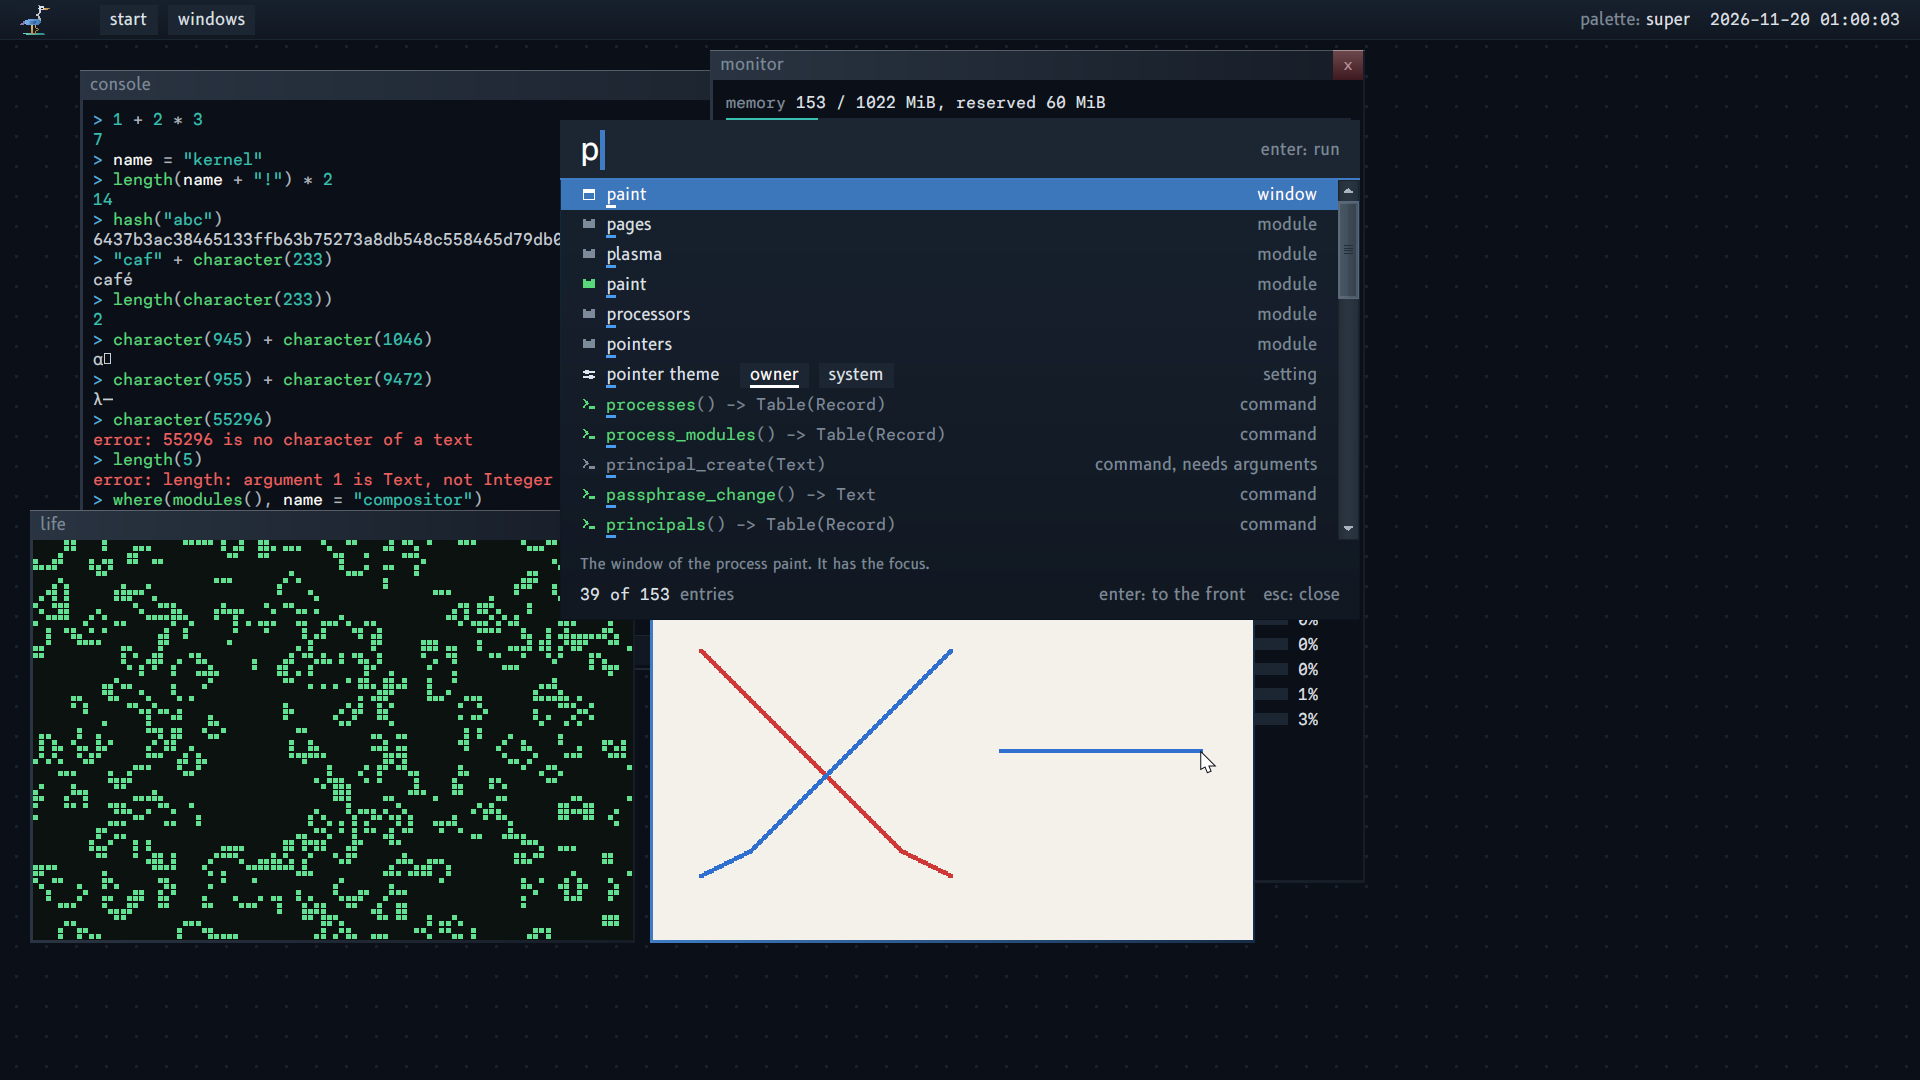 start windows palette: super 2026-11-20 01:00:03
console
> 1 + 2 * 3
7
> name = "kernel"
> length(name + "!") * 2
14
> hash("abc")
6437b3ac38465133ffb63b75273a8db548c558465d79db0
> "caf" + character(233)
café
> length(character(233))
2
> character(945) + character(1046)
α▯
> character(955) + character(9472)
λ─
> character(55296)
error: 55296 is no character of a text
> length(5)
error: length: argument 1 is Text, not Integer
> where(modules(), name = "compositor")
monitor x
memory 153 / 1022 MiB, reserved 60 MiB
p enter: run
paint window
pages module
plasma module
paint module
processors module
pointers module
pointer theme owner system setting
processes() -> Table(Record) command
process_modules() -> Table(Record) command
principal_create(Text) command, needs arguments
passphrase_change() -> Text command
principals() -> Table(Record) command
The window of the process paint. It has the focus.
39 of 153 entries enter: to the front esc: close
life
0%
0%
1%
3%